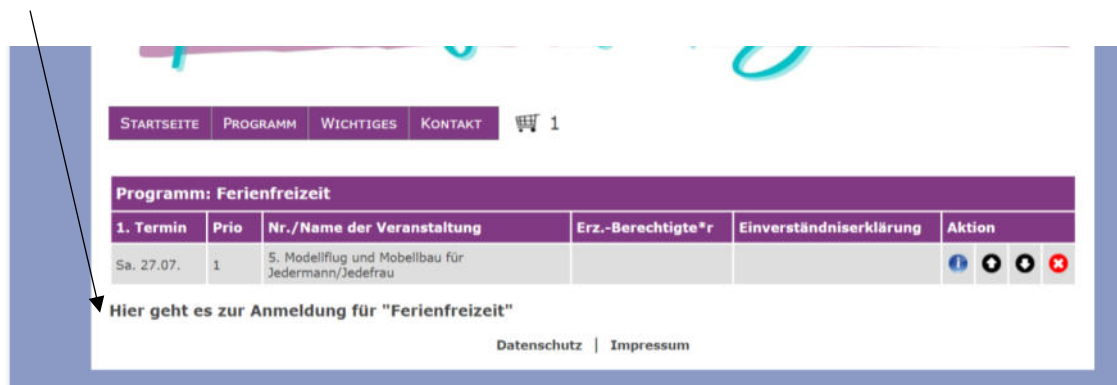 STARTSEITE PROGRAMM WICHTIGES KONTAKT 1
Programm: Ferienfreizeit
1. Termin Prio Nr./Name der Veranstaltung Erz.-Berechtigte*r Einverständniserklärung Aktion
Sa. 27.07. 1 5. Modellflug und Mobellbau für
Jedermann/Jedefrau
Hier geht es zur Anmeldung für "Ferienfreizeit"
Datenschutz | Impressum